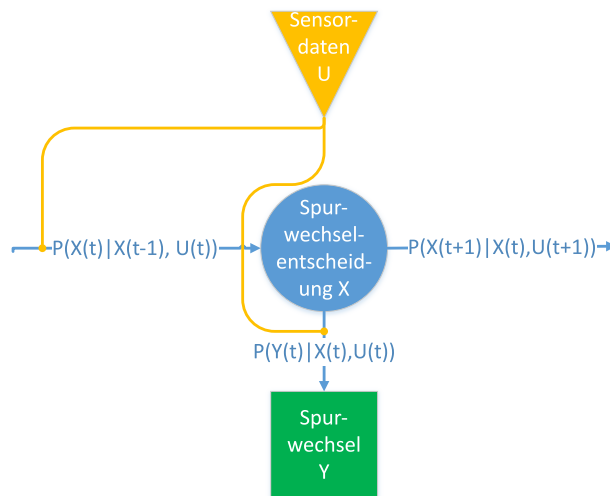 Sensor-
daten
U
Spur-
wechsel-
entscheid-
ung X
P(X(t)|X(t-1), U(t))
P(X(t+1)|X(t),U(t+1))
P(Y(t)|X(t),U(t))
Spur-
wechsel
Y